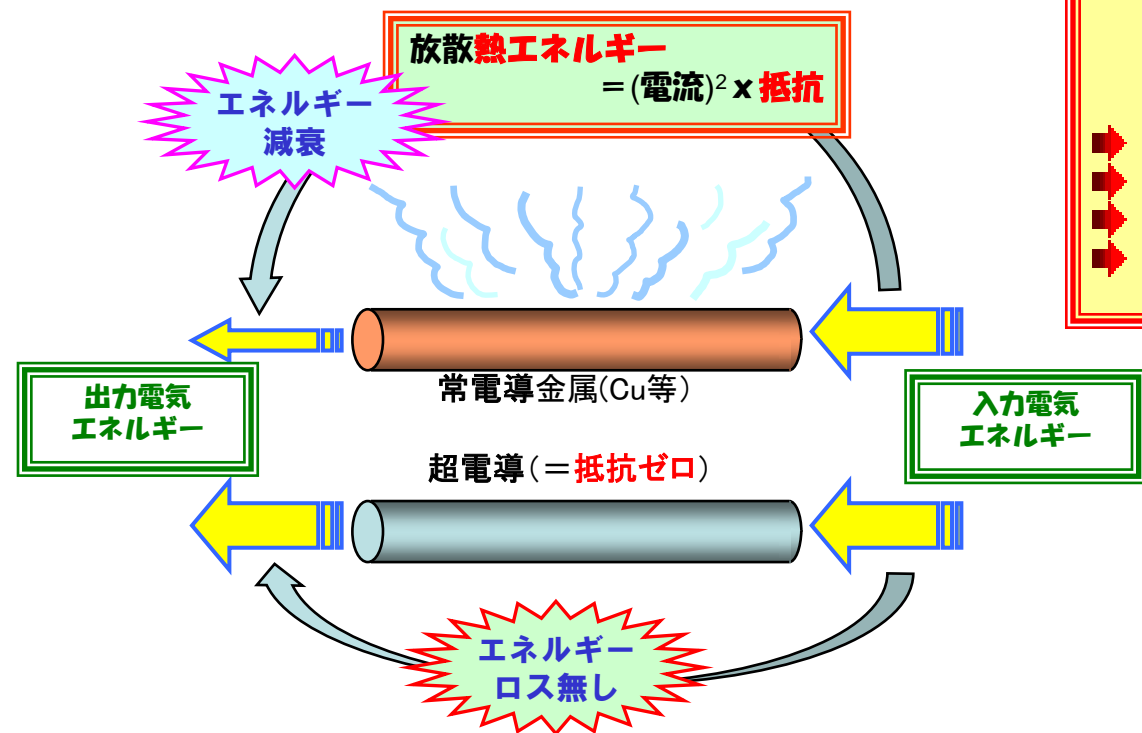 放散熱エネルギー
＝(電流)² x 抵抗
エネルギー
減衰
常電導金属(Cu等)
出力電気
エネルギー
入力電気
エネルギー
超電導(＝抵抗ゼロ)
エネルギー
ロス無し